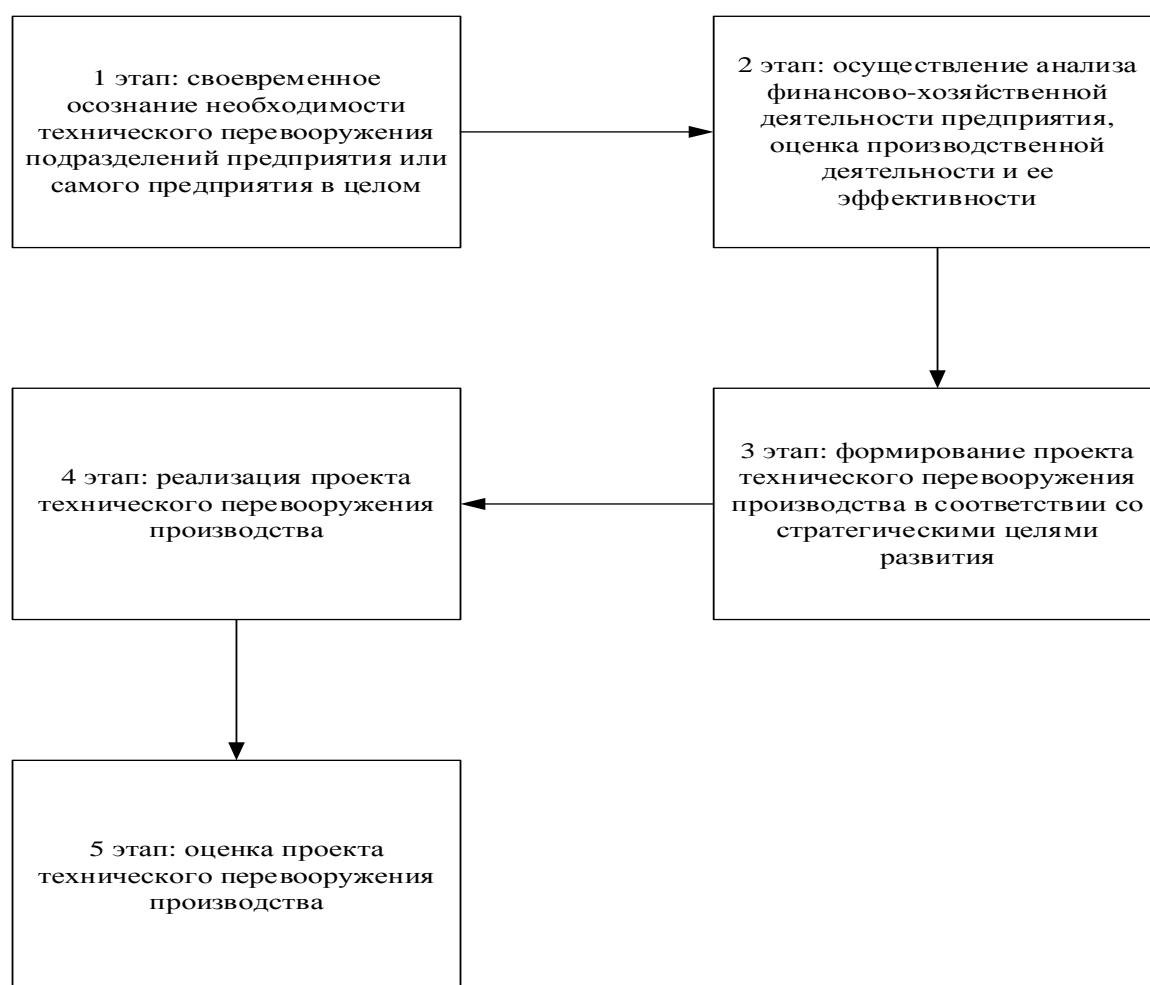 1 этап: своевременное
осознание необходимости
технического перевооружения
подразделений предприятия или
самого предприятия в целом
2 этап: осуществление анализа
финансово-хозяйственной
деятельности предприятия,
оценка производственной
деятельности и ее
эффективности
3 этап: формирование проекта
технического перевооружения
производства в соответствии со
стратегическими целями
развития
4 этап: реализация проекта
технического перевооружения
производства
5 этап: оценка проекта
технического перевооружения
производства